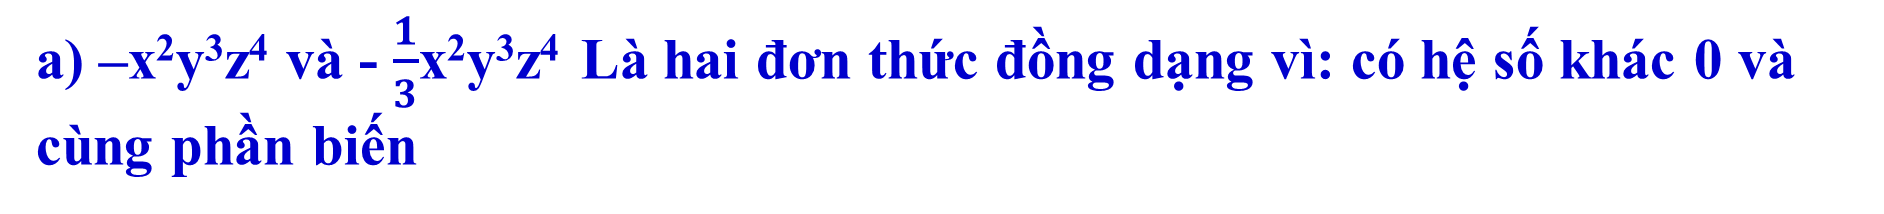 a) –x²y³z⁴ và - 1/3x²y³z⁴ Là hai đơn thức đồng dạng vì: có hệ số khác 0 và
cùng phần biến